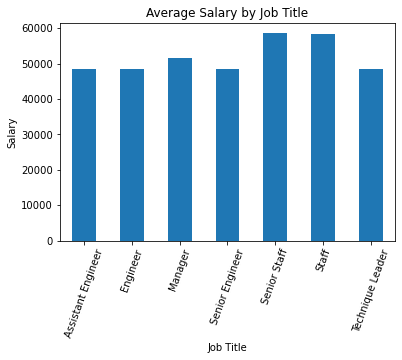 Average Salary by Job Title
60000
50000
40000
30000
20000
10000
0
Salary
Assistant Engineer
Engineer
Manager
Senior Engineer
Senior Staff
Staff
Technique Leader
Job Title